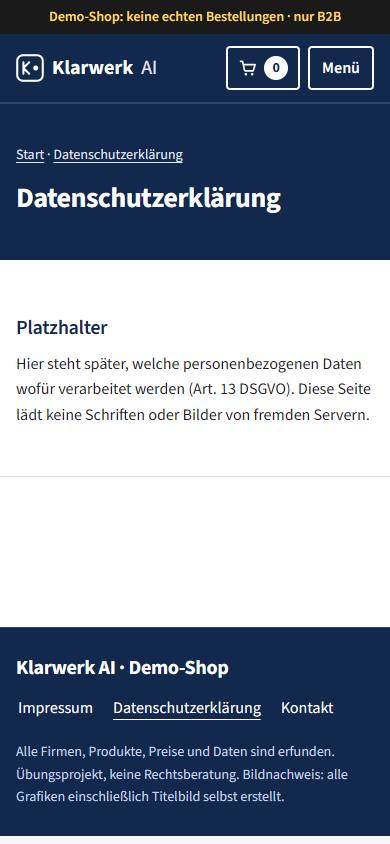 Demo-Shop: keine echten Bestellungen · nur B2B
Klarwerk AI
0
Menü
Start · Datenschutzerklärung
Datenschutzerklärung
Platzhalter
Hier steht später, welche personenbezogenen Daten
wofür verarbeitet werden (Art. 13 DSGVO). Diese Seite
lädt keine Schriften oder Bilder von fremden Servern.
Klarwerk AI · Demo-Shop
Impressum Datenschutzerklärung Kontakt
Alle Firmen, Produkte, Preise und Daten sind erfunden.
Übungsprojekt, keine Rechtsberatung. Bildnachweis: alle
Grafiken einschließlich Titelbild selbst erstellt.